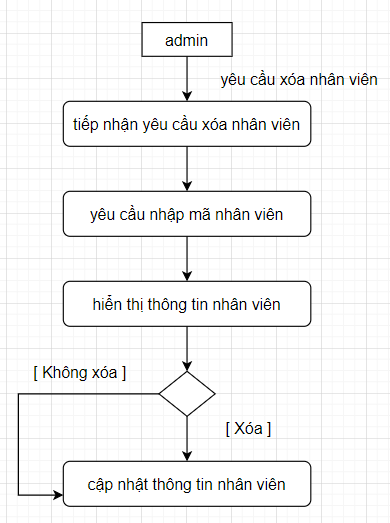 admin
yêu cầu xóa nhân viên
tiếp nhận yêu cầu xóa nhân viên
yêu cầu nhập mã nhân viên
hiển thị thông tin nhân viên
[ Không xóa ]
[ Xóa ]
cập nhật thông tin nhân viên